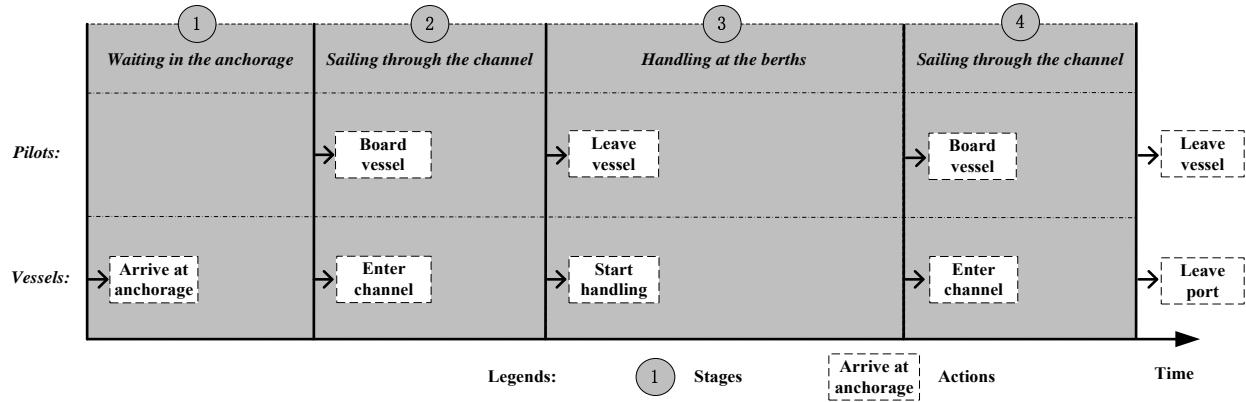 1
2
3
4
Waiting in the anchorage
Sailing through the channel
Handling at the berths
Sailing through the channel
Pilots:
Board
vessel
Leave
vessel
Board
vessel
Leave
vessel
Vessels:
Arrive at
anchorage
Enter
channel
Start
handling
Enter
channel
Leave
port
Legends:
1
Stages
Arrive at
anchorage
Actions
Time